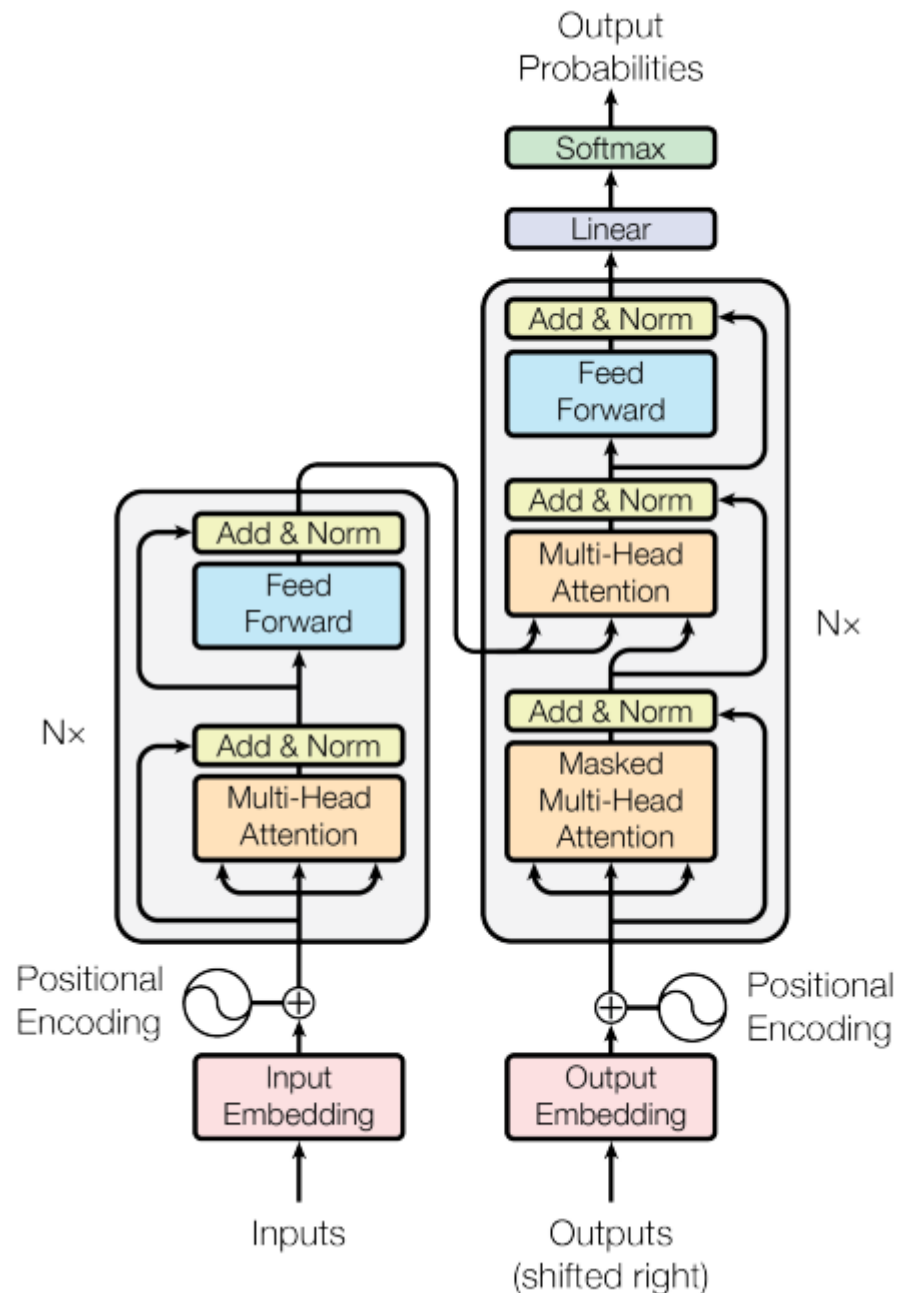 Output
Probabilities
Softmax
Linear
Add & Norm
Feed
Forward
Add & Norm
Multi-Head
Attention
Nx
Add & Norm
Masked
Multi-Head
Attention
Add & Norm
Feed
Forward
Nx
Add & Norm
Multi-Head
Attention
Positional
Encoding
Positional
Encoding
Input
Embedding
Output
Embedding
Inputs
Outputs
(shifted right)